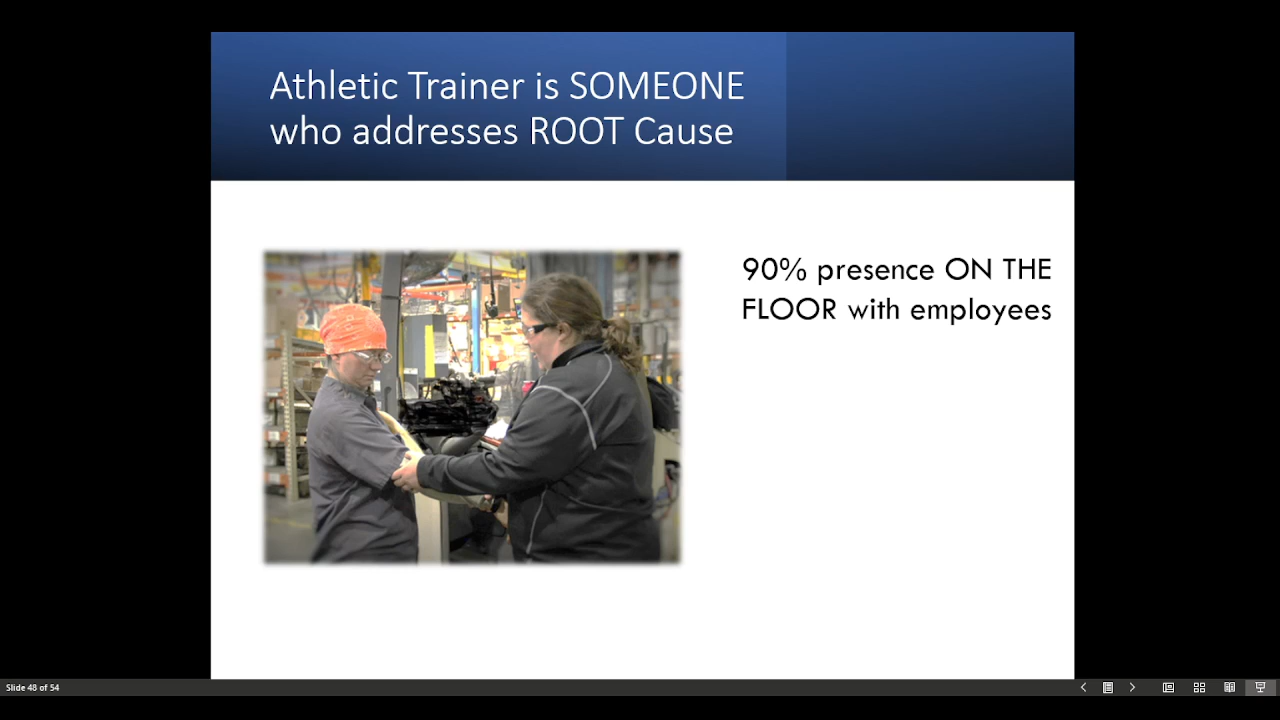 Athletic Trainer is SOMEONE
who addresses ROOT Cause
90% presence ON THE
FLOOR with employees
Slide 48 of 54